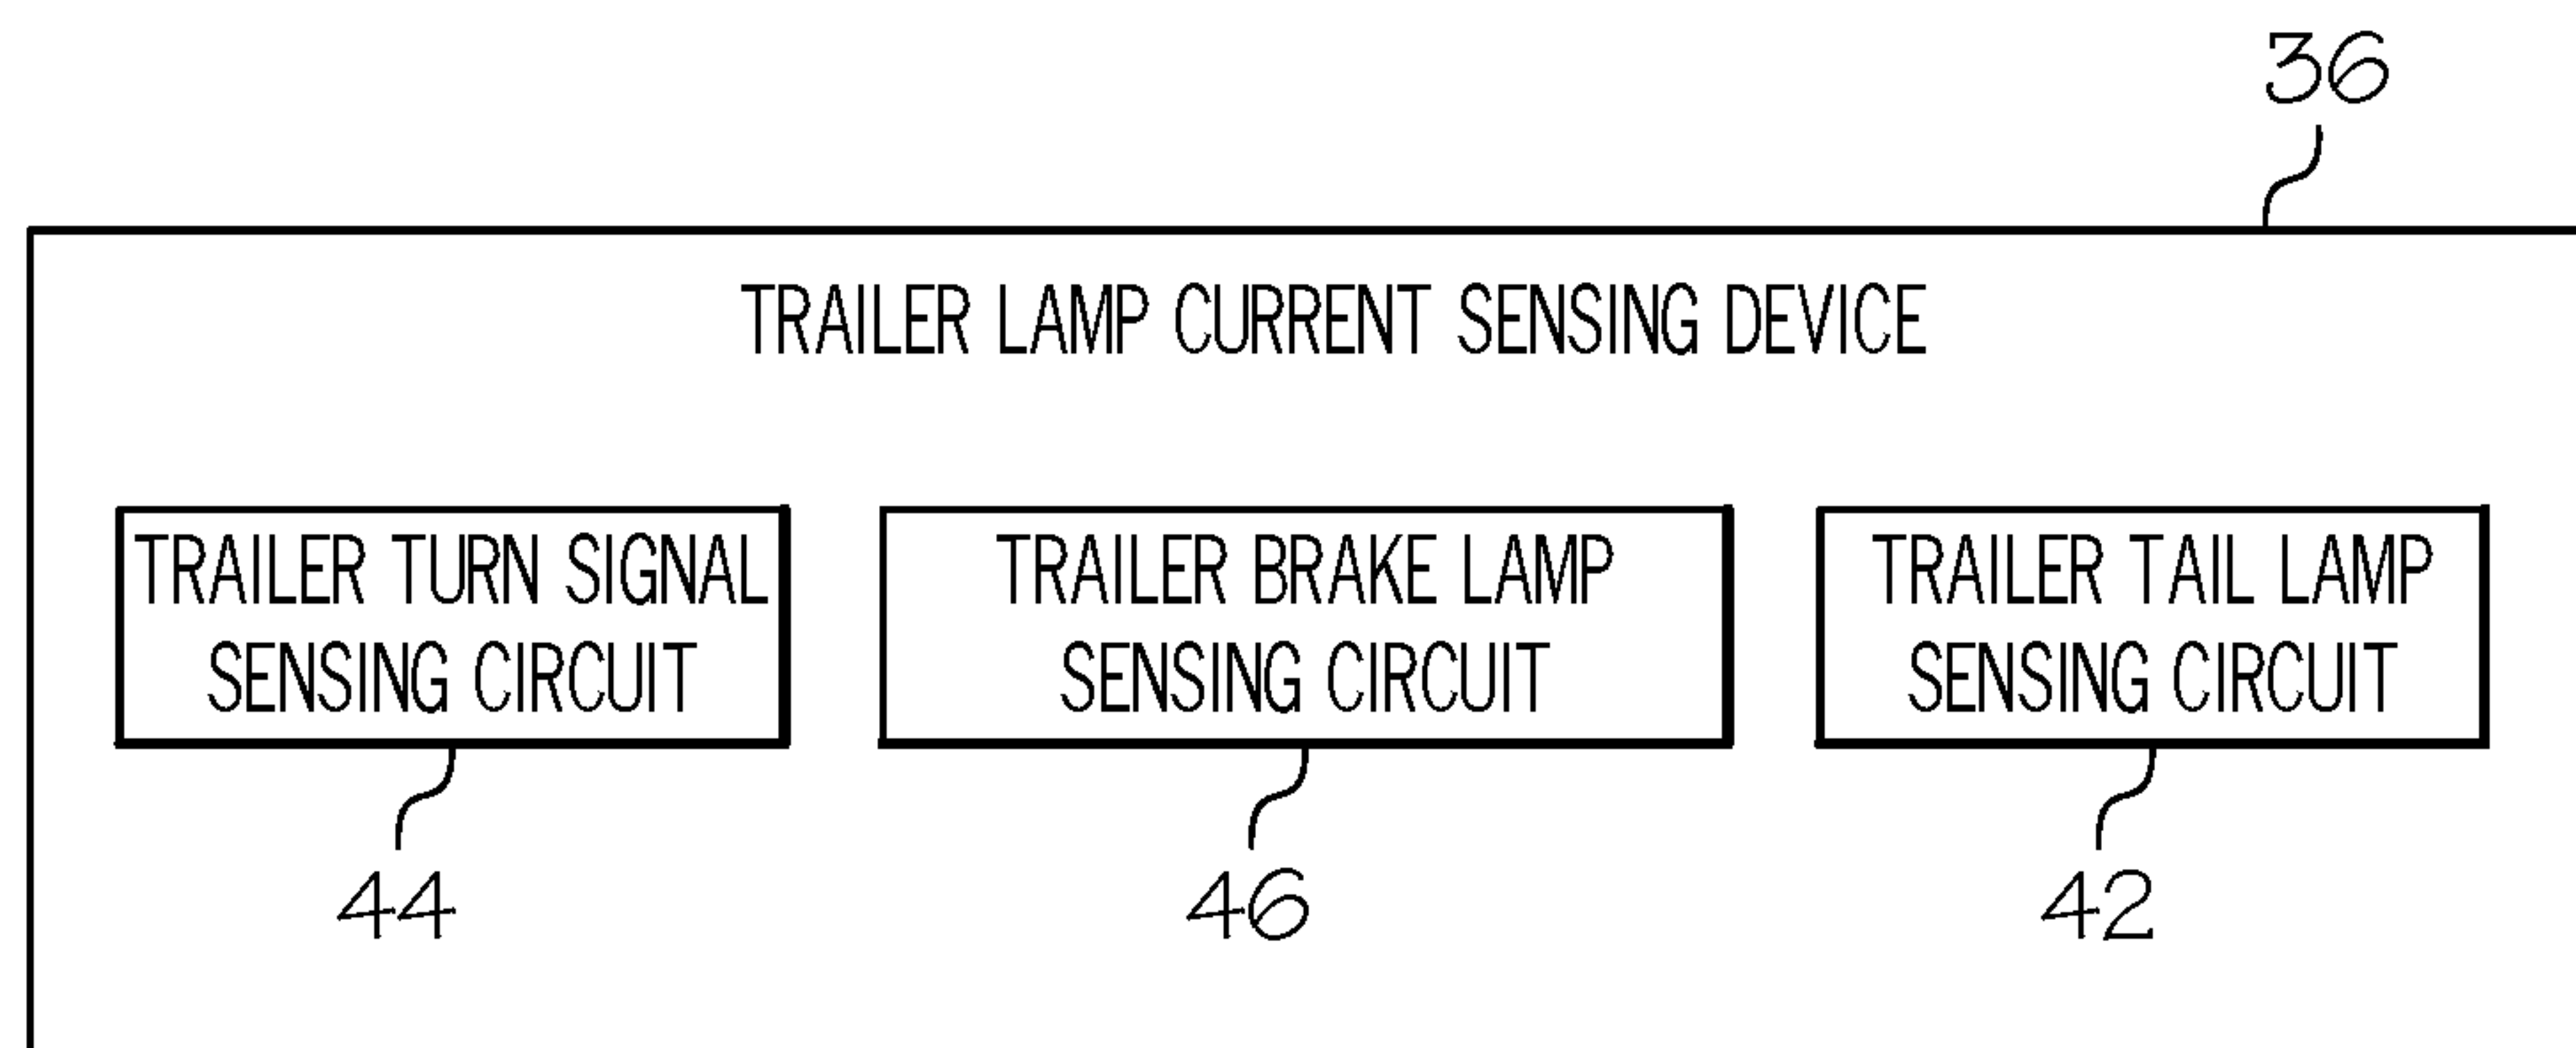 36
TRAILER LAMP CURRENT SENSING DEVICE
TRAILER TURN SIGNAL
SENSING CIRCUIT
44
TRAILER BRAKE LAMP
SENSING CIRCUIT
46
TRAILER TAIL LAMP
SENSING CIRCUIT
42